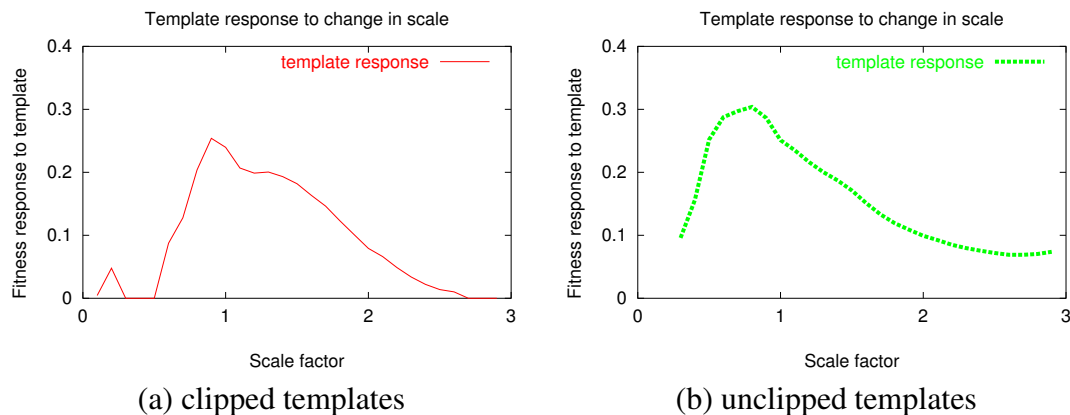 Template response to change in scale
0.4
0.3
0.2
0.1
0
Fitness response to template
template response
0
1
2
3
Scale factor
(a) clipped templates
Template response to change in scale
0.4
0.3
0.2
0.1
0
Fitness response to template
template response
0
1
2
3
Scale factor
(b) unclipped templates